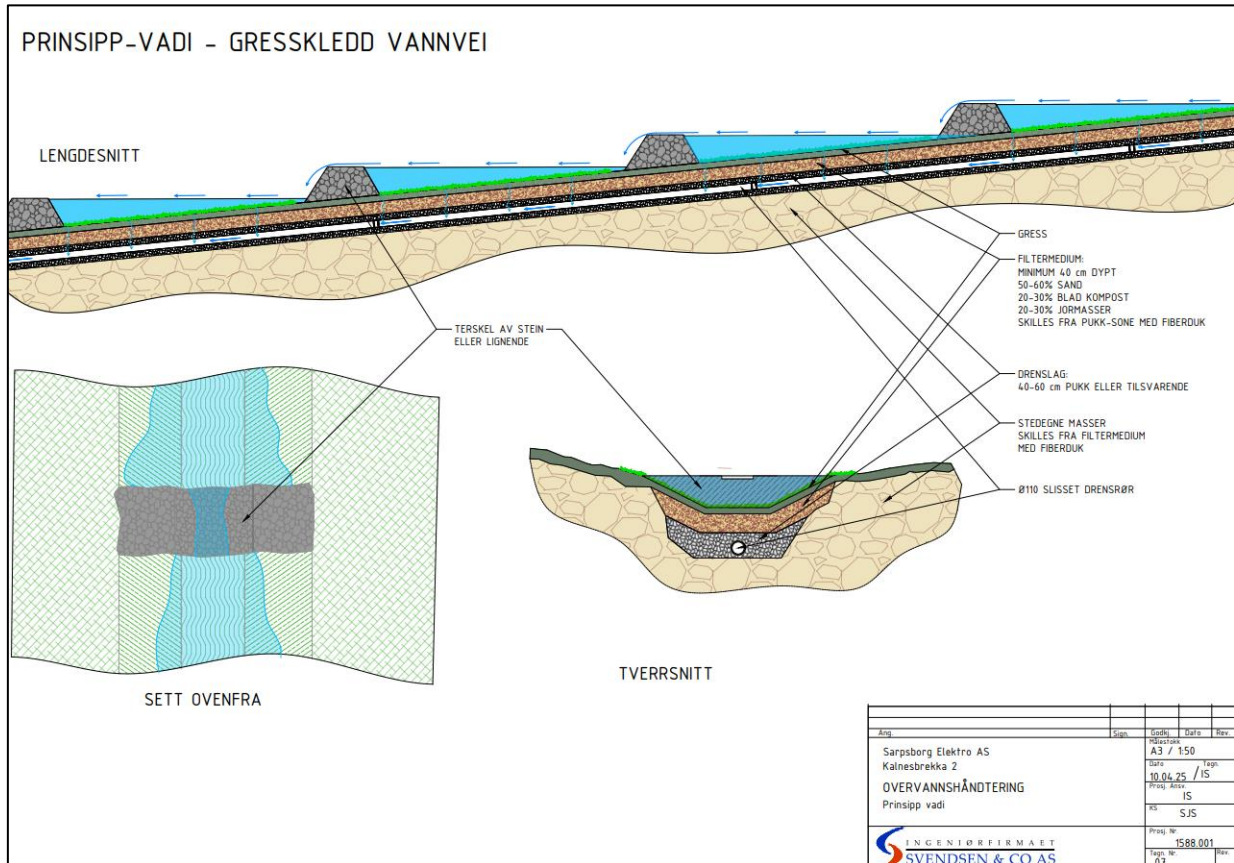 PRINSIPP-VADI - GRESSKLEDD VANNVEI
LENGDESNITT
GRESS
FILTERMEDIUM:
MINIMUM 40 cm DYPT
50-60% SAND
20-30% BLAD KOMPOST
20-30% JORMASSER
SKILLES FRA PUKK-SONE MED FIBERDUK
TERSKEL AV STEIN
ELLER LIGNENDE
DRENSLAG:
40-60 cm PUKK ELLER TILSVARENDE
STEDEGNE MASSER
SKILLES FRA FILTERMEDIUM
MED FIBERDUK
Ø110 SLISSET DRENSRØR
SETT OVENFRA
TVERRSNITT
Ang. Sign. Godkj. Dato Rev.
Sarpsborg Elektro AS
Kalnesbrekka 2
OVERVANNSHÅNDTERING
Prinsipp vadi
Målestokk
A3 / 1:50
Dato Tegn.
10.04.25 / IS
Prosj. Ansv.
IS
KS
SJS
Prosj. Nr.
1588.001
Tegn. Nr. Rev.
03
INGENIØRFIRMAET
SVENDSEN & CO AS